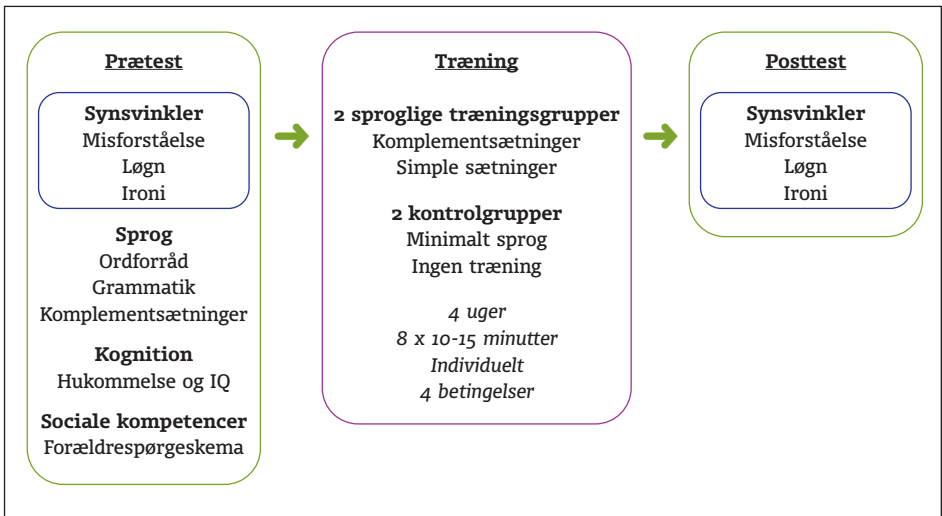 Prætest
Synsvinkler
Misforståelse
Løgn
Ironi
Sprog
Ordforråd
Grammatik
Komplementsætninger
Kognition
Hukommelse og IQ
Sociale kompetencer
Forældrespørgeskema
Træning
2 sproglige træningsgrupper
Komplementsætninger
Simple sætninger
2 kontrolgrupper
Minimalt sprog
Ingen træning
4 uger
8 x 10-15 minutter
Individuelt
4 betingelser
Posttest
Synsvinkler
Misforståelse
Løgn
Ironi